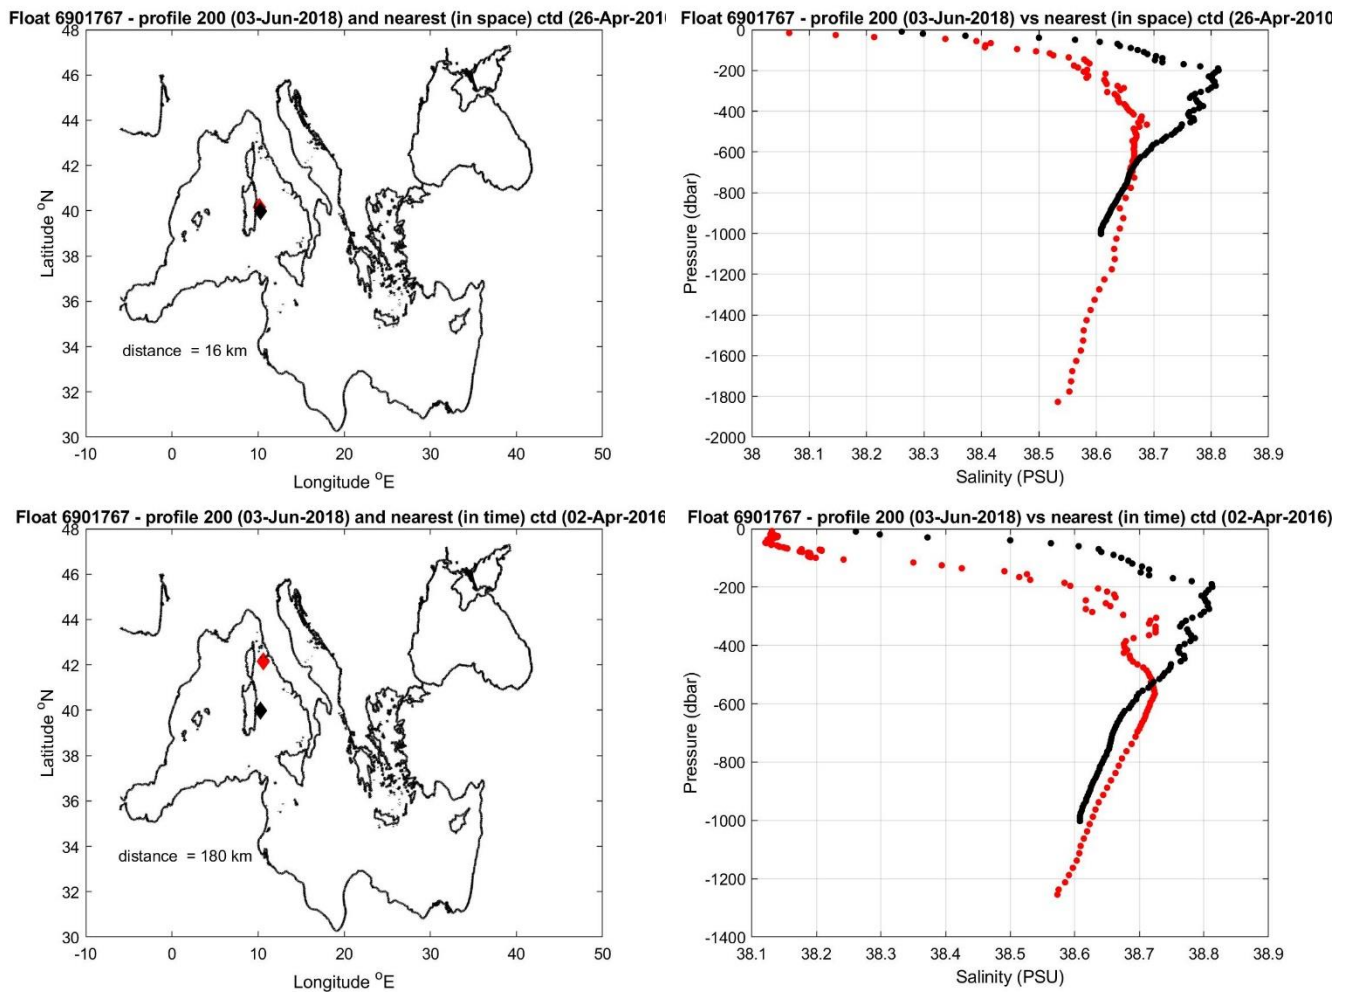 Float 6901767 - profile 200 (03-Jun-2018) and nearest (in space) ctd (26-Apr-201
48
46
44
42
40
38
36
34
32
30
Latitude °N
distance = 16 km
-10 0 10 20 30 40 50
Longitude °E
Float 6901767 - profile 200 (03-Jun-2018) vs nearest (in space) ctd (26-Apr-2010
0
-200
-400
-600
-800
-1000
-1200
-1400
-1600
-1800
-2000
Pressure (dbar)
38 38.1 38.2 38.3 38.4 38.5 38.6 38.7 38.8 38.9
Salinity (PSU)
Float 6901767 - profile 200 (03-Jun-2018) and nearest (in time) ctd (02-Apr-2016
48
46
44
42
40
38
36
34
32
30
Latitude °N
distance = 180 km
-10 0 10 20 30 40 50
Longitude °E
Float 6901767 - profile 200 (03-Jun-2018) vs nearest (in time) ctd (02-Apr-2016)
0
-200
-400
-600
-800
-1000
-1200
-1400
Pressure (dbar)
38.1 38.2 38.3 38.4 38.5 38.6 38.7 38.8 38.9
Salinity (PSU)